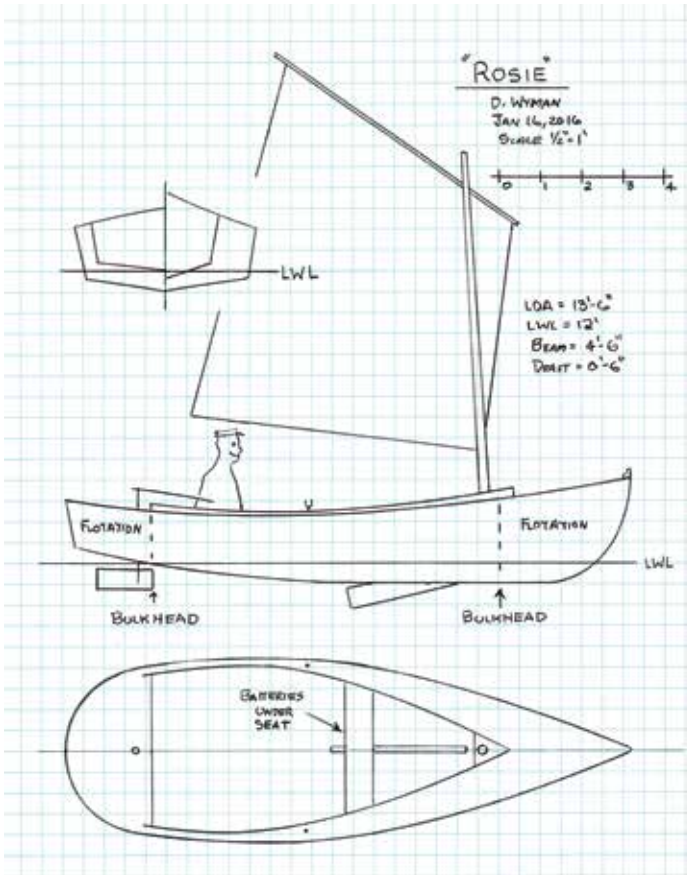 "ROSIE"
D. WYMAN
JAN 16, 2016
SCALE ½"=1'
0 1 2 3 4
LWL
LOA = 13'-6"
LWL = 12'
BEAM = 4'-6"
DRAFT = 0'-6"
FLOTATION
FLOTATION
LWL
BULKHEAD
BULKHEAD
BATTERIES
UNDER
SEAT